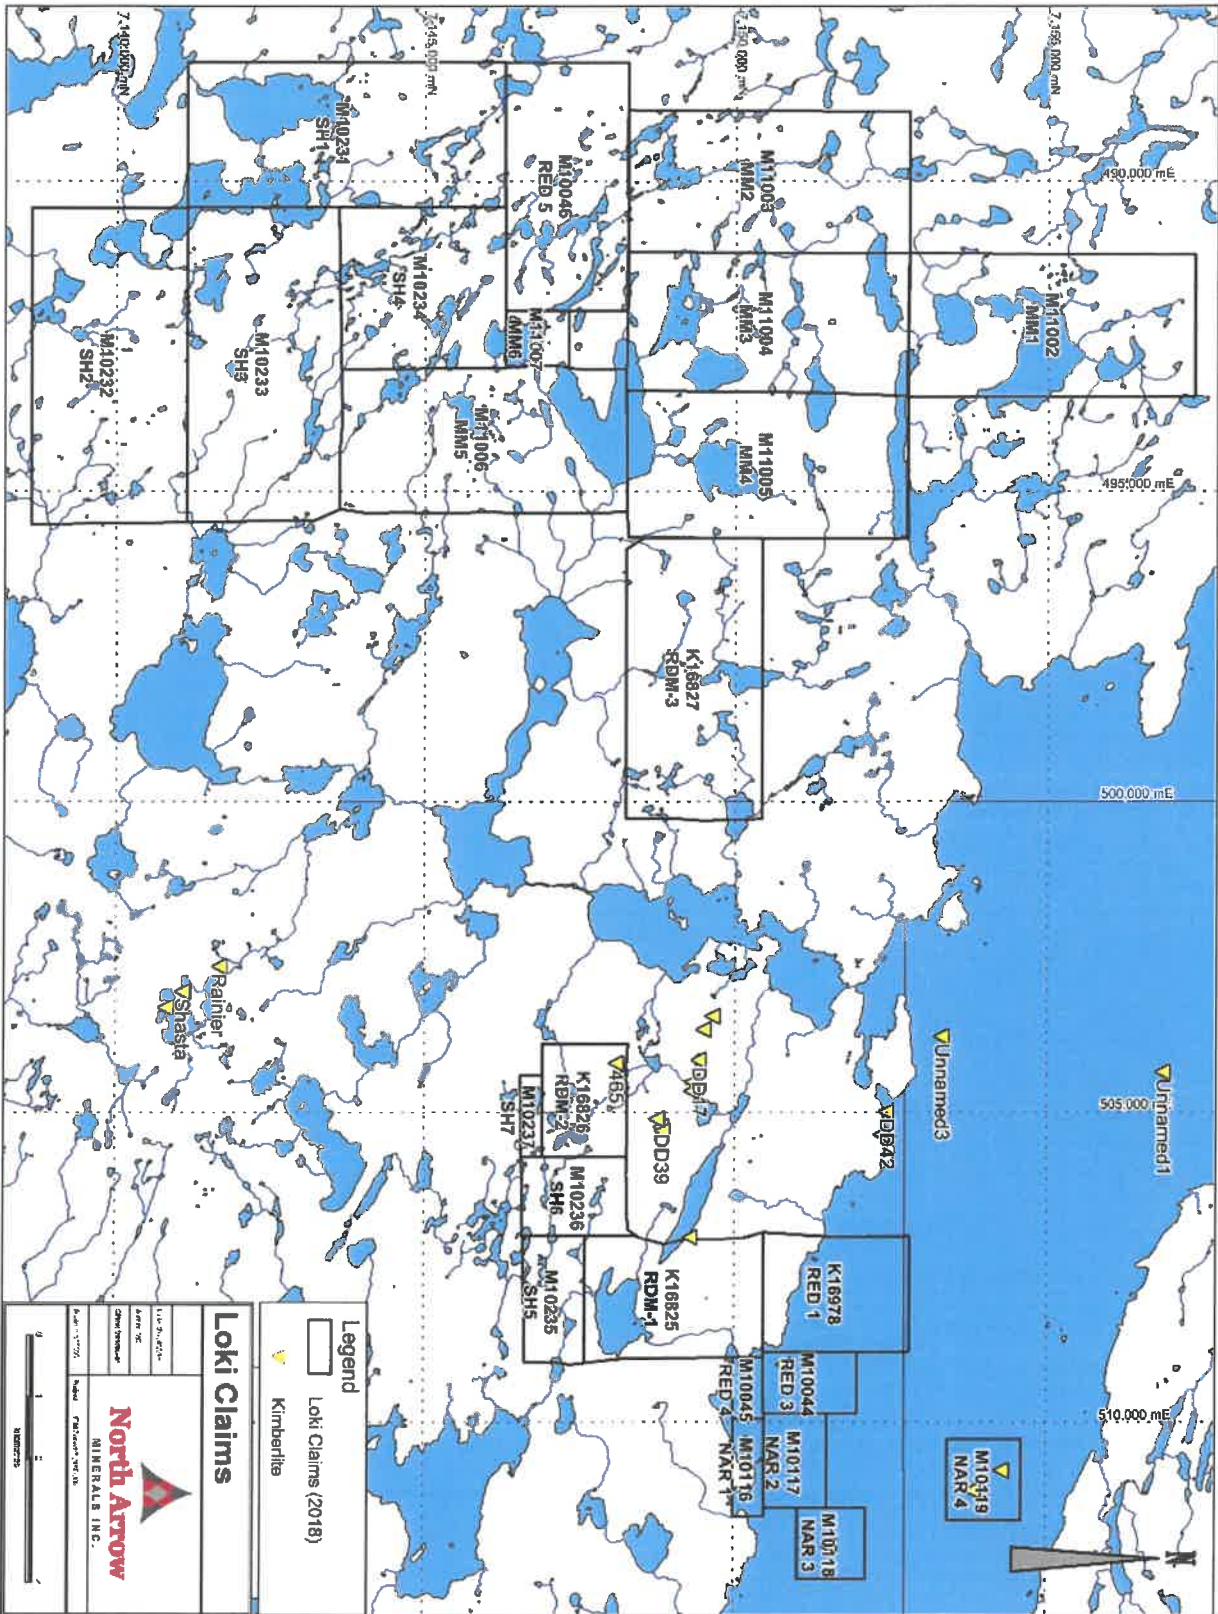 490,000 mE
495,000 mE
500,000 mE
505,000 mE
510,000 mE
7,155,000 mN
7,150,000 mN
7,145,000 mN
7,140,000 mN
N
M11002
MM1
M11003
MM2
M11004
MM3
M11005
MM4
M10046
RED 5
M11007
MM6
M11006
MM5
M10231
SH1
M10234
SH4
M10233
SH3
M10232
SH2
K16827
RDM-3
Unnamed1
Unnamed3
DD42
DD17
DD39
465
Rainier
Shasta
K16826
RDM-2
M10237
SH7
M10236
SH6
M10235
SH5
K16825
RDM-1
K16978
RED 1
M10044
RED 3
M10045
RED 4
M10116
NAR 1
M10117
NAR 2
M10118
NAR 3
M10119
NAR 4
Legend
Loki Claims (2018)
Kimberlite
Loki Claims
North Arrow
MINERALS INC.
0
1
2
kilometres